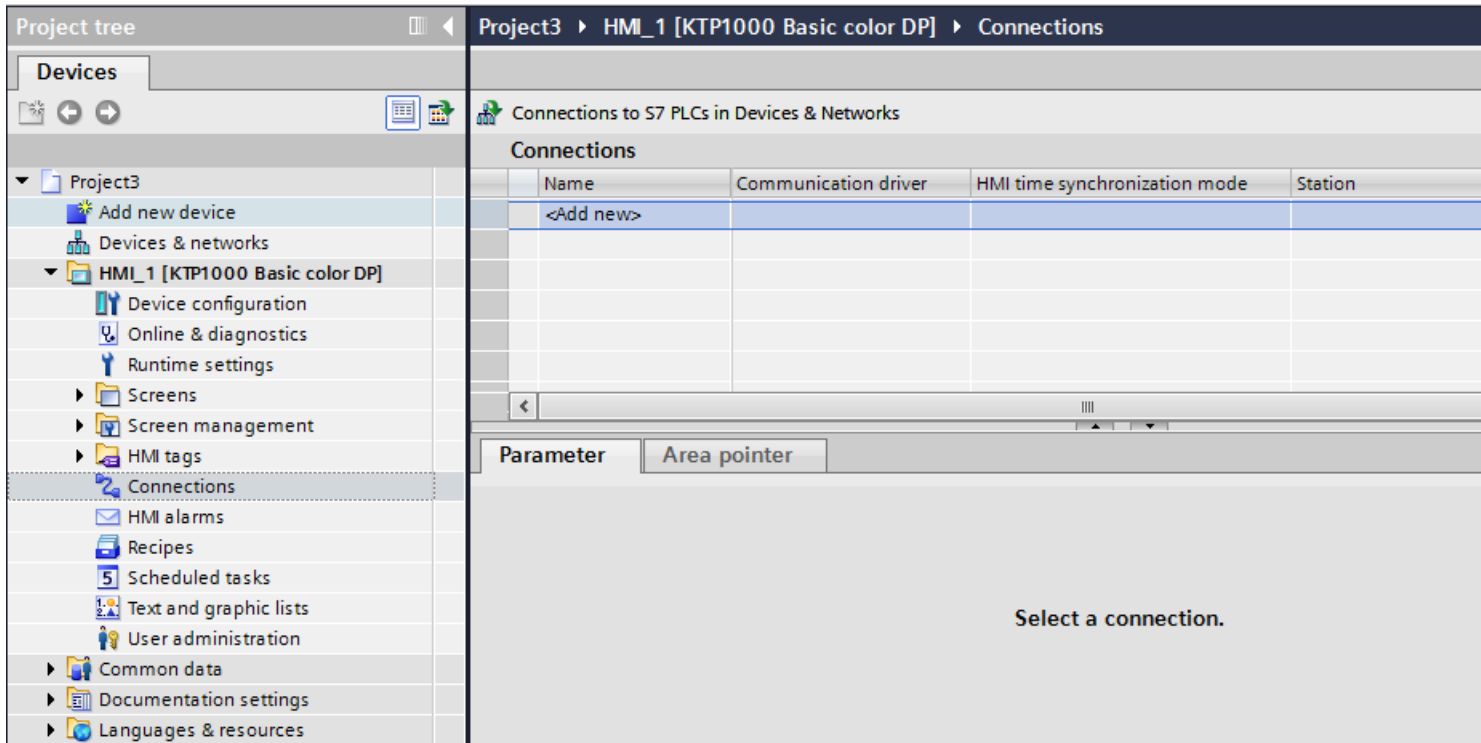 Project tree
Devices
Project3
Add new device
Devices & networks
HMI_1 [KTP1000 Basic color DP]
Device configuration
Online & diagnostics
Runtime settings
Screens
Screen management
HMI tags
Connections
HMI alarms
Recipes
Scheduled tasks
Text and graphic lists
User administration
Common data
Documentation settings
Languages & resources
Project3 HMI_1 [KTP1000 Basic color DP] Connections
Connections to S7 PLCs in Devices & Networks
Connections
Name Communication driver HMI time synchronization mode Station
<Add new>
Parameter Area pointer
Select a connection.